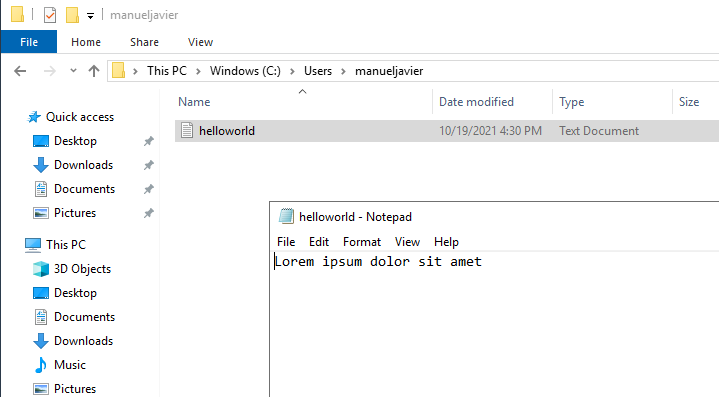 manueljavier
File Home Share View
This PC Windows (C:) Users manueljavier
Name Date modified Type Size
Quick access
helloworld 10/19/2021 4:30 PM Text Document
Desktop
Downloads
Documents
Pictures
helloworld - Notepad
File Edit Format View Help
Lorem ipsum dolor sit amet
This PC
3D Objects
Desktop
Documents
Downloads
Music
Pictures